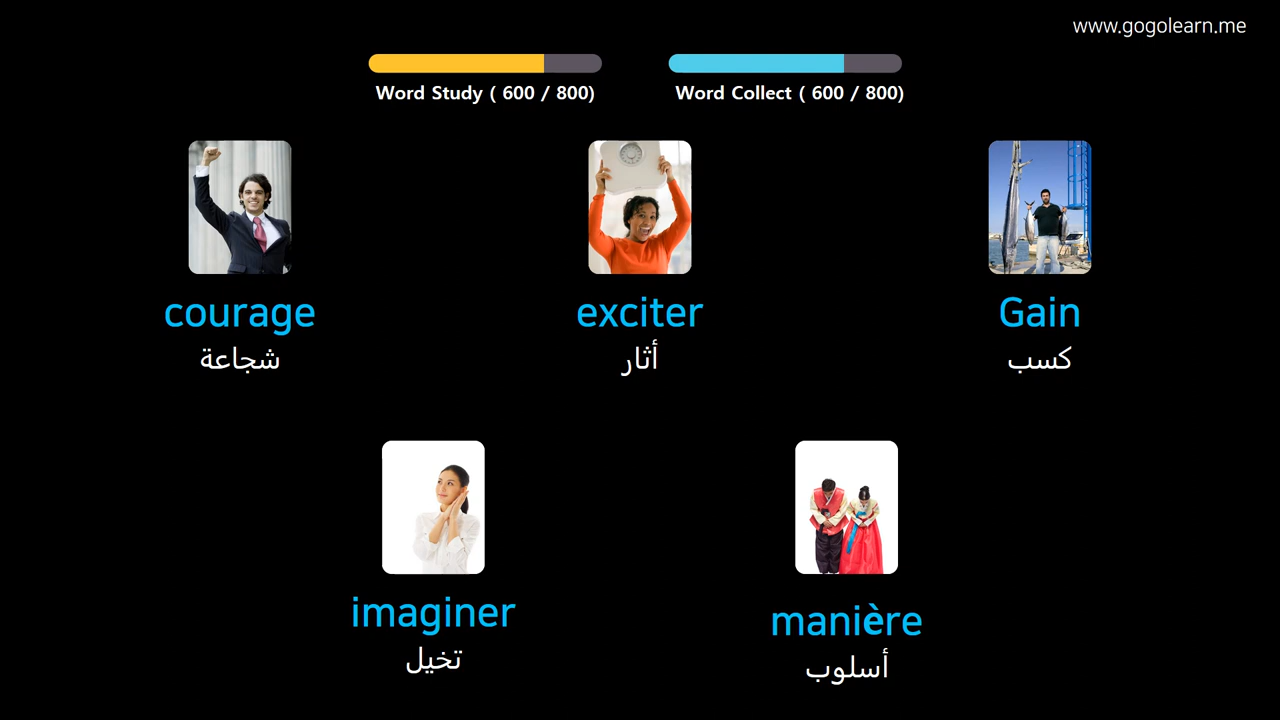 www.gogolearn.me
Word Study ( 600 / 800)
Word Collect ( 600 / 800)
courage
شجاعة
exciter
أثار
Gain
كسب
imaginer
تخيل
manière
أسلوب